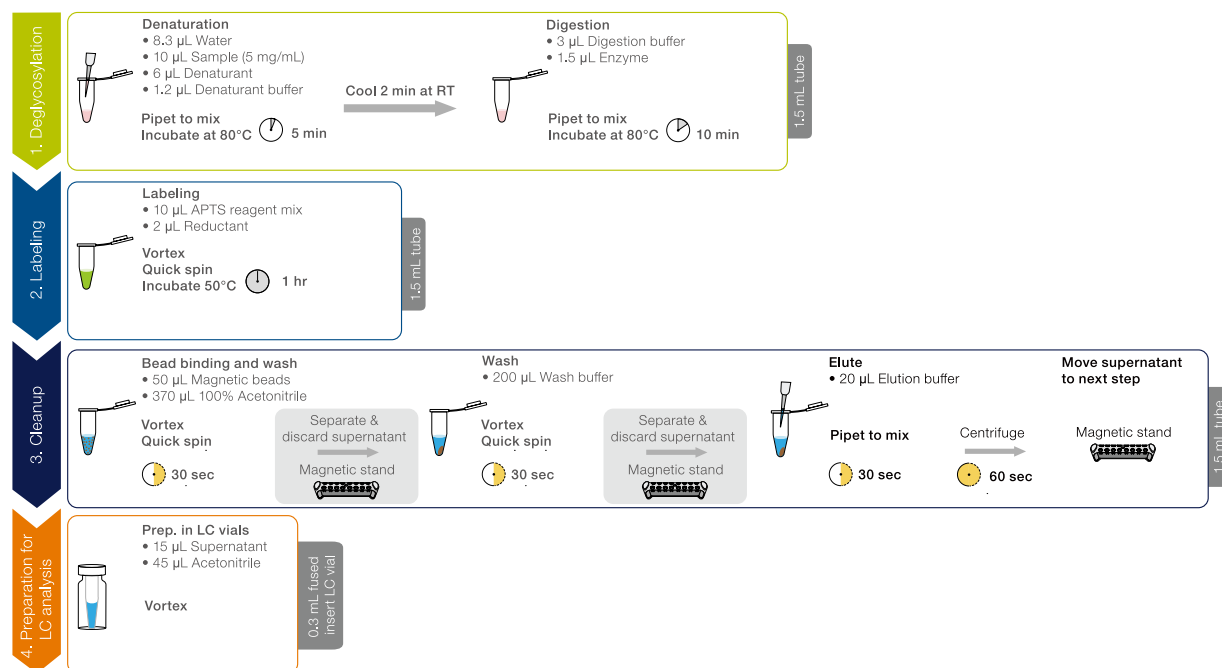 1. Deglycosylation
Denaturation
• 8.3 µL Water
• 10 µL Sample (5 mg/mL)
• 6 µL Denaturant
• 1.2 µL Denaturant buffer
Pipet to mix
Incubate at 80°C
5 min
Cool 2 min at RT
Digestion
• 3 µL Digestion buffer
• 1.5 µL Enzyme
Pipet to mix
Incubate at 80°C
10 min
1.5 mL tube
2. Labeling
Labeling
• 10 µL APTS reagent mix
• 2 µL Reductant
Vortex
Quick spin
Incubate 50°C
1 hr
1.5 mL tube
3. Cleanup
Bead binding and wash
• 50 µL Magnetic beads
• 370 µL 100% Acetonitrile
Vortex
Quick spin
30 sec
Separate &
discard supernatant
Magnetic stand
Wash
• 200 µL Wash buffer
Vortex
Quick spin
30 sec
Separate &
discard supernatant
Magnetic stand
Elute
• 20 µL Elution buffer
Pipet to mix
30 sec
Centrifuge
60 sec
Move supernatant
to next step
Magnetic stand
1.5 mL tube
4. Preparation for
LC analysis
Prep. in LC vials
• 15 µL Supernatant
• 45 µL Acetonitrile
Vortex
0.3 mL fused
insert LC vial